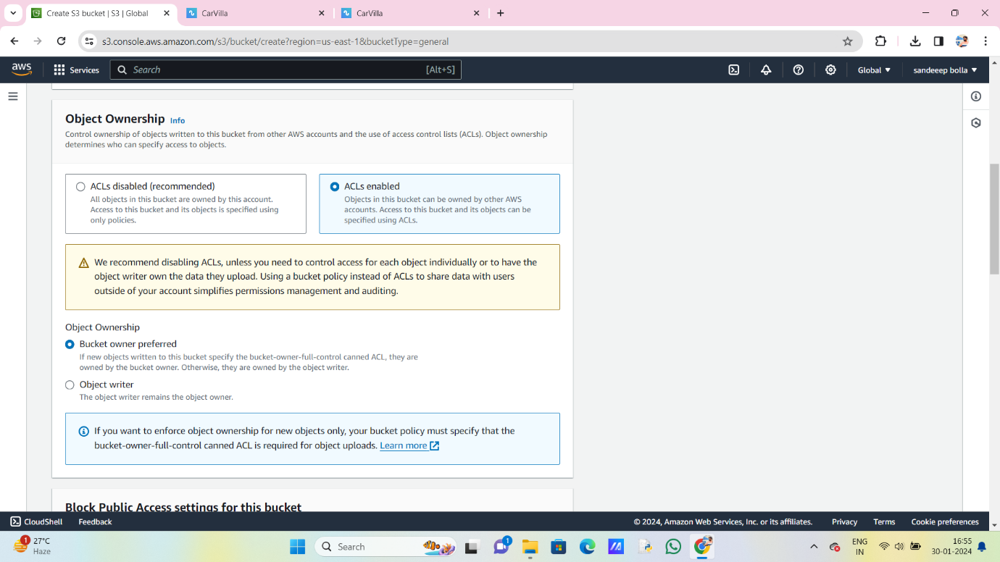 Create S3 bucket | S3 | Global
CarVilla
CarVilla
s3.console.aws.amazon.com/s3/bucket/create?region=us-east-1&bucketType=general
aws
Services
Search
[Alt+S]
Global
sandeeep bolla
Object Ownership Info
Control ownership of objects written to this bucket from other AWS accounts and the use of access control lists (ACLs). Object ownership
determines who can specify access to objects.
ACLs disabled (recommended)
All objects in this bucket are owned by this account.
Access to this bucket and its objects is specified using
only policies.
ACLs enabled
Objects in this bucket can be owned by other AWS
accounts. Access to this bucket and its objects can be
specified using ACLs.
We recommend disabling ACLs, unless you need to control access for each object individually or to have the
object writer own the data they upload. Using a bucket policy instead of ACLs to share data with users
outside of your account simplifies permissions management and auditing.
Object Ownership
Bucket owner preferred
If new objects written to this bucket specify the bucket-owner-full-control canned ACL, they are
owned by the bucket owner. Otherwise, they are owned by the object writer.
Object writer
The object writer remains the object owner.
If you want to enforce object ownership for new objects only, your bucket policy must specify that the
bucket-owner-full-control canned ACL is required for object uploads. Learn more
Block Public Access settings for this bucket
CloudShell
Feedback
© 2024, Amazon Web Services, Inc. or its affiliates.
Privacy
Terms
Cookie preferences
1
27°C
Haze
Search
1
ENG
IN
16:55
30-01-2024